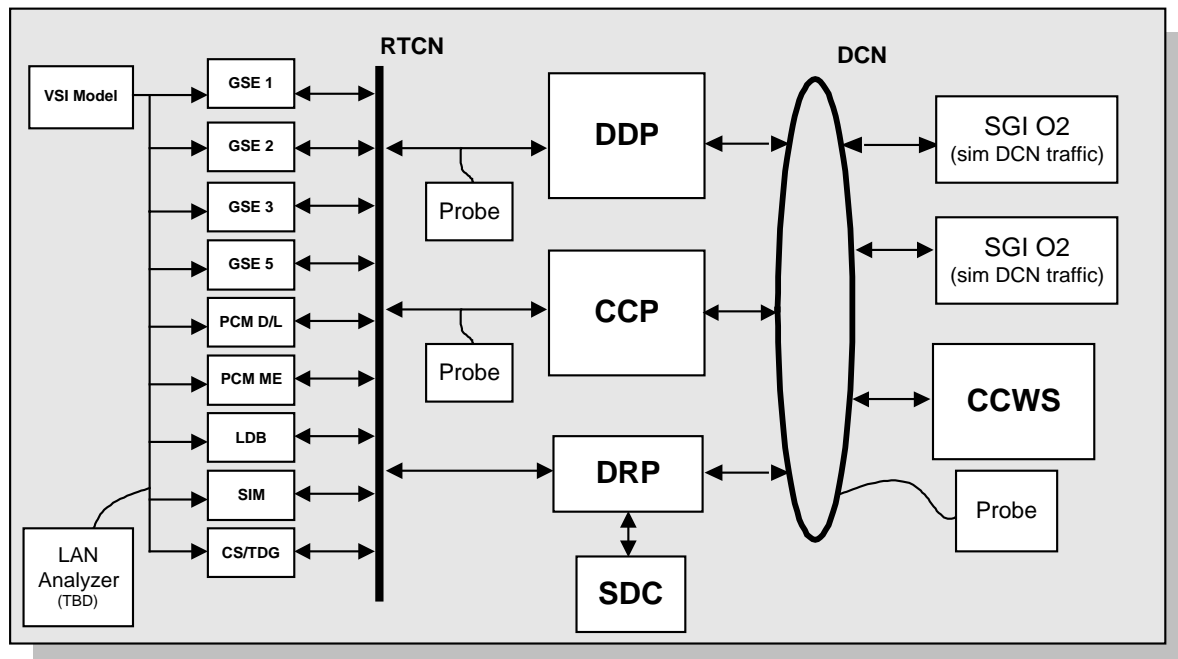 RTCN
DCN
VSI Model
GSE 1
GSE 2
GSE 3
GSE 5
PCM D/L
PCM ME
LDB
SIM
CS/TDG
LAN
Analyzer
(TBD)
DDP
Probe
CCP
Probe
DRP
SDC
SGI O2
(sim DCN traffic)
SGI O2
(sim DCN traffic)
CCWS
Probe